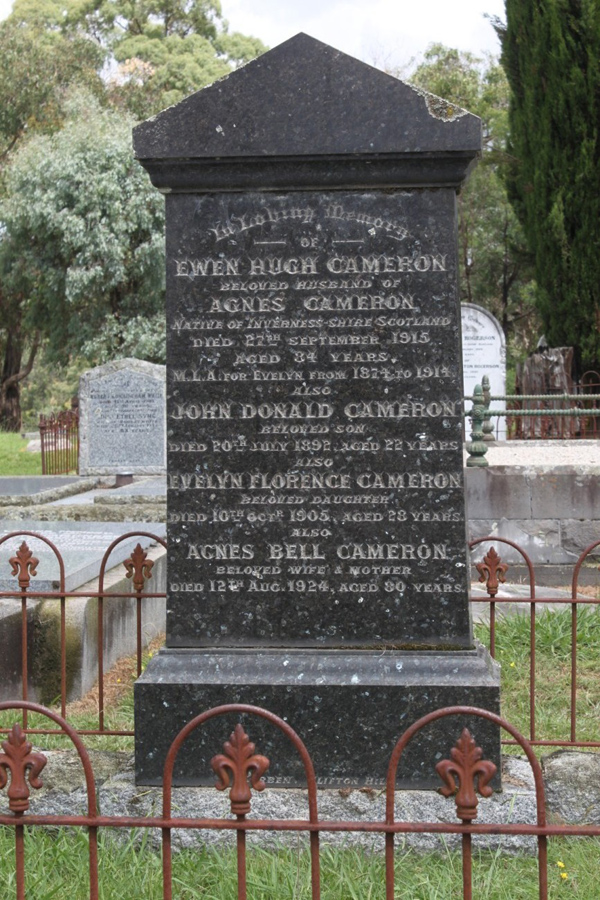 In Loving Memory
OF
EWEN HUGH CAMERON
BELOVED HUSBAND OF
AGNES CAMERON
NATIVE OF INVERNESS-SHIRE SCOTLAND
DIED 27TH SEPTEMBER 1915,
AGED 84 YEARS.
M.L.A. FOR EVELYN FROM 1874 TO 1914.
ALSO
JOHN DONALD CAMERON
BELOVED SON
DIED 20TH JULY 1892, AGED 22 YEARS
ALSO
EVELYN FLORENCE CAMERON
BELOVED DAUGHTER
DIED 10TH OCTR 1905, AGED 28 YEARS.
ALSO
AGNES BELL CAMERON
BELOVED WIFE & MOTHER
DIED 12TH AUG. 1924, AGED 80 YEARS.